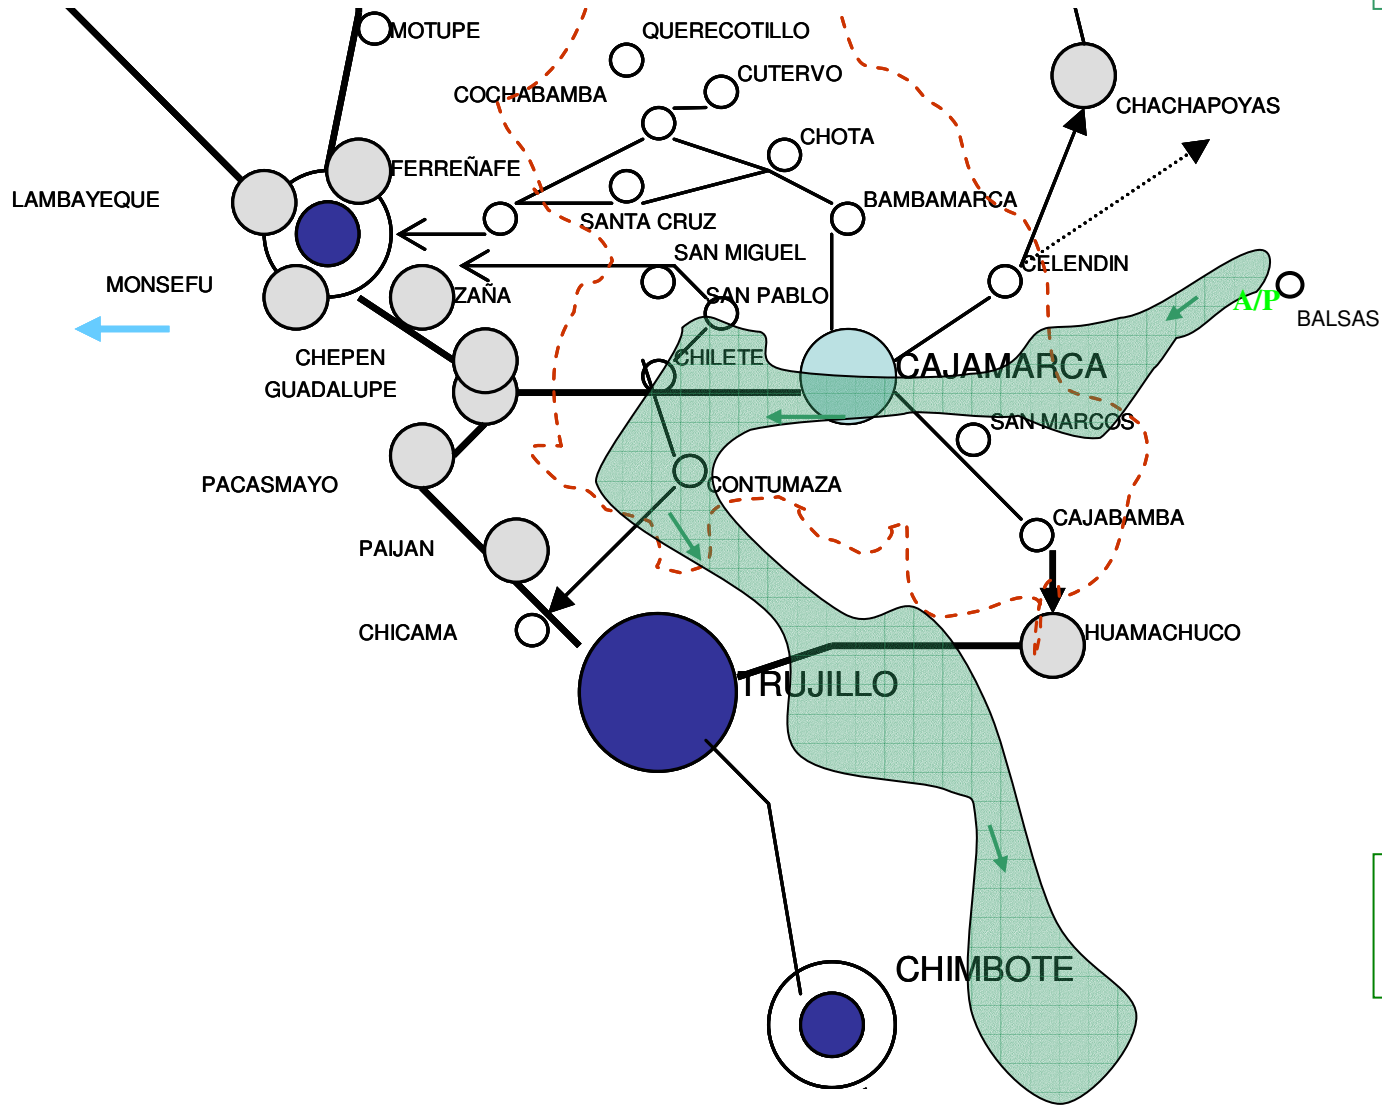 MOTUPE
QUERECOTILLO
CUTERVO
COCHABAMBA
CHACHAPOYAS
CHOTA
FERREÑAFE
LAMBAYEQUE
BAMBAMARCA
SANTA CRUZ
SAN MIGUEL
CELENDIN
MONSEFU
ZAÑA
SAN PABLO
A/P
BALSAS
CHEPEN
CHILETE
CAJAMARCA
GUADALUPE
SAN MARCOS
PACASMAYO
CONTUMAZA
CAJABAMBA
PAIJAN
CHICAMA
HUAMACHUCO
TRUJILLO
CHIMBOTE